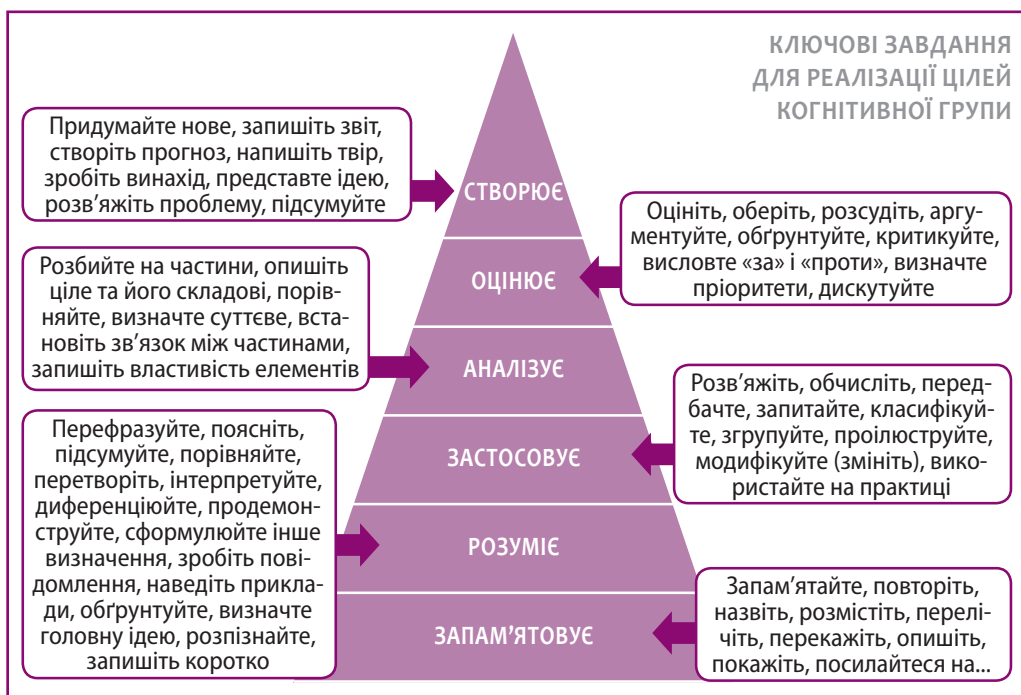 КЛЮЧОВІ ЗАВДАННЯ
ДЛЯ РЕАЛІЗАЦІЇ ЦІЛЕЙ
КОГНІТИВНОЇ ГРУПИ
Придумайте нове, запишіть звіт,
створіть прогноз, напишіть твір,
зробіть винахід, представте ідею,
розв’яжіть проблему, підсумуйте
СТВОРЮЄ
Оцініть, оберіть, розсудіть, аргу-
ментуйте, обґрунтуйте, критикуйте,
висловте «за» і «проти», визначте
пріоритети, дискутуйте
ОЦІНЮЄ
Розбийте на частини, опишіть
ціле та його складові, порів-
няйте, визначте суттєве, вста-
новіть зв’язок між частинами,
запишіть властивість елементів
АНАЛІЗУЄ
Розв’яжіть, обчисліть, перед-
бачте, запитайте, класифікуй-
те, згрупуйте, проілюструйте,
модифікуйте (змініть), вико-
ристайте на практиці
ЗАСТОСОВУЄ
Перефразуйте, поясніть,
підсумуйте, порівняйте,
перетворіть, інтерпретуйте,
диференціюйте, продемон-
струйте, сформулюйте інше
визначення, зробіть пові-
домлення, наведіть прикла-
ди, обґрунтуйте, визначте
головну ідею, розпізнайте,
запишіть коротко
РОЗУМІЄ
Запам’ятайте, повторіть,
назвіть, розмістіть, перелі-
чіть, перекажіть, опишіть,
покажіть, посилайтеся на...
ЗАПАМ’ЯТОВУЄ